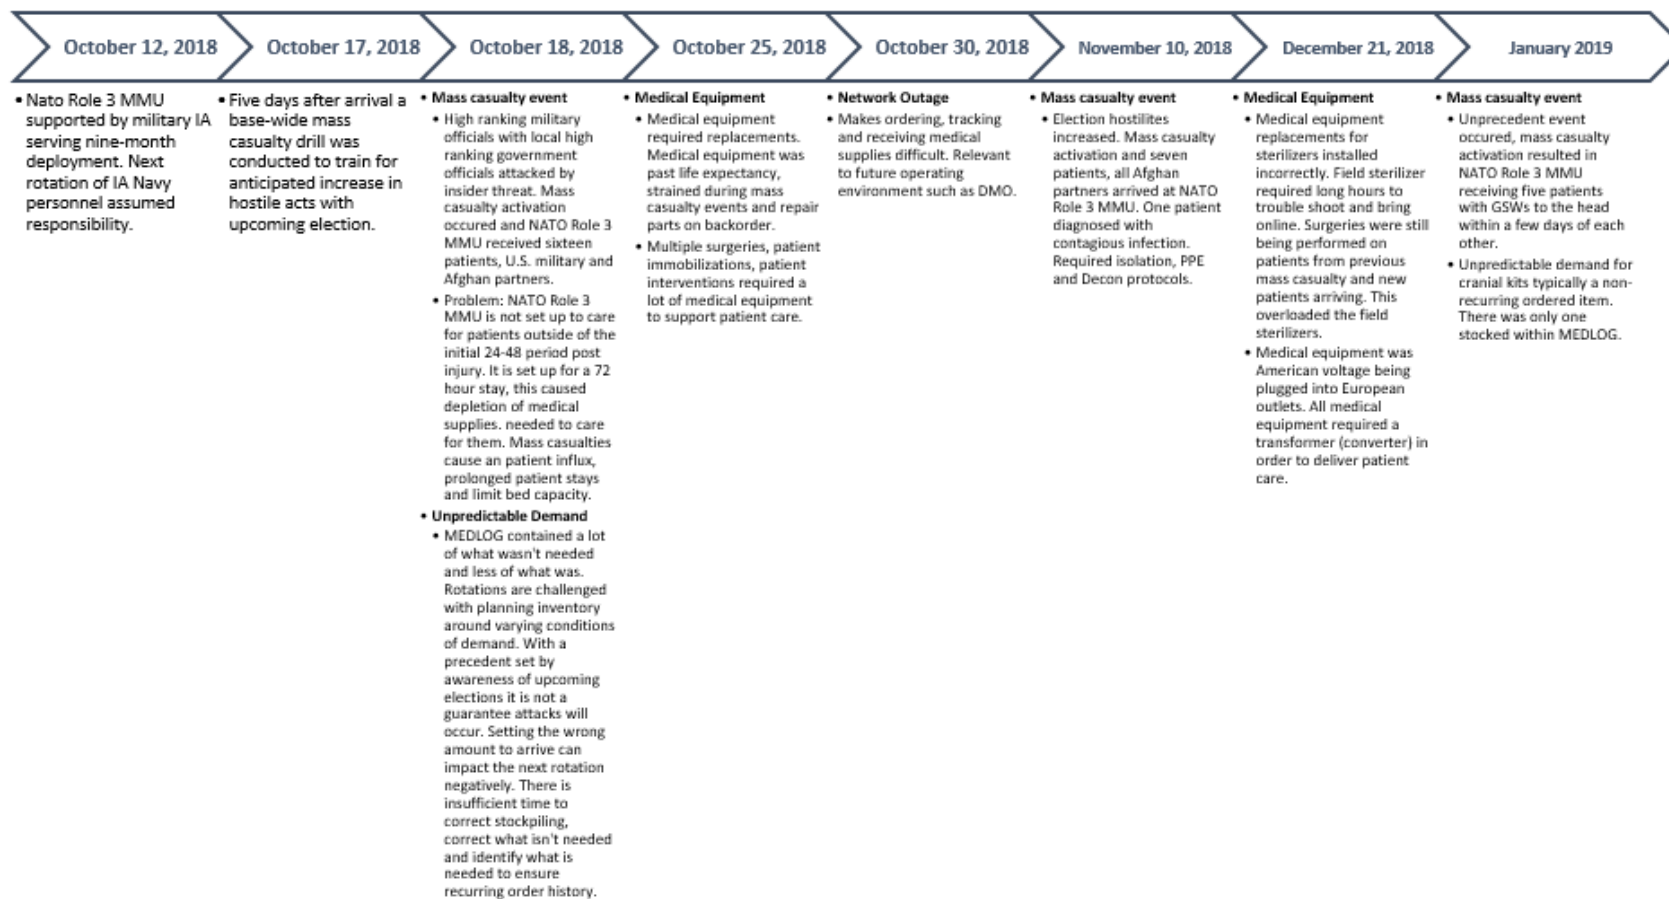 October 12, 2018
October 17, 2018
October 18, 2018
October 25, 2018
October 30, 2018
November 10, 2018
December 21, 2018
January 2019
• Nato Role 3 MMU
supported by military IA
serving nine-month
deployment. Next
rotation of IA Navy
personnel assumed
responsibility.
• Five days after arrival a
base-wide mass
casualty drill was
conducted to train for
anticipated increase in
hostile acts with
upcoming election.
• Mass casualty event
• High ranking military
officials with local high
ranking government
officials attacked by
insider threat. Mass
casualty activation
occured and NATO Role 3
MMU received sixteen
patients, U.S. military and
Afghan partners.
• Problem: NATO Role 3
MMU is not set up to care
for patients outside of the
initial 24-48 period post
injury. It is set up for a 72
hour stay, this caused
depletion of medical
supplies. needed to care
for them. Mass casualties
cause an patient influx,
prolonged patient stays
and limit bed capacity.
• Unpredictable Demand
• MEDLOG contained a lot
of what wasn't needed
and less of what was.
Rotations are challenged
with planning inventory
around varying conditions
of demand. With a
precedent set by
awareness of upcoming
elections it is not a
guarantee attacks will
occur. Setting the wrong
amount to arrive can
impact the next rotation
negatively. There is
insufficient time to
correct stockpiling,
correct what isn't needed
and identify what is
needed to ensure
recurring order history.
• Medical Equipment
• Medical equipment
required replacements.
Medical equipment was
past life expectancy,
strained during mass
casualty events and repair
parts on backorder.
• Multiple surgeries, patient
immobilizations, patient
interventions required a
lot of medical equipment
to support patient care.
• Network Outage
• Makes ordering, tracking
and receiving medical
supplies difficult. Relevant
to future operating
environment such as DMO.
• Mass casualty event
• Election hostilites
increased. Mass casualty
activation and seven
patients, all Afghan
partners arrived at NATO
Role 3 MMU. One patient
diagnosed with
contagious infection.
Required isolation, PPE
and Decon protocols.
• Medical Equipment
• Medical equipment
replacements for
sterilizers installed
incorrectly. Field sterilizer
required long hours to
trouble shoot and bring
online. Surgeries were still
being performed on
patients from previous
mass casualty and new
patients arriving. This
overloaded the field
sterilizers.
• Medical equipment was
American voltage being
plugged into European
outlets. All medical
equipment required a
transformer (converter) in
order to deliver patient
care.
• Mass casualty event
• Unprecedent event
occured, mass casualty
activation resulted in
NATO Role 3 MMU
receiving five patients
with GSWs to the head
within a few days of each
other.
• Unpredictable demand for
cranial kits typically a non-
recurring ordered item.
There was only one
stocked within MEDLOG.